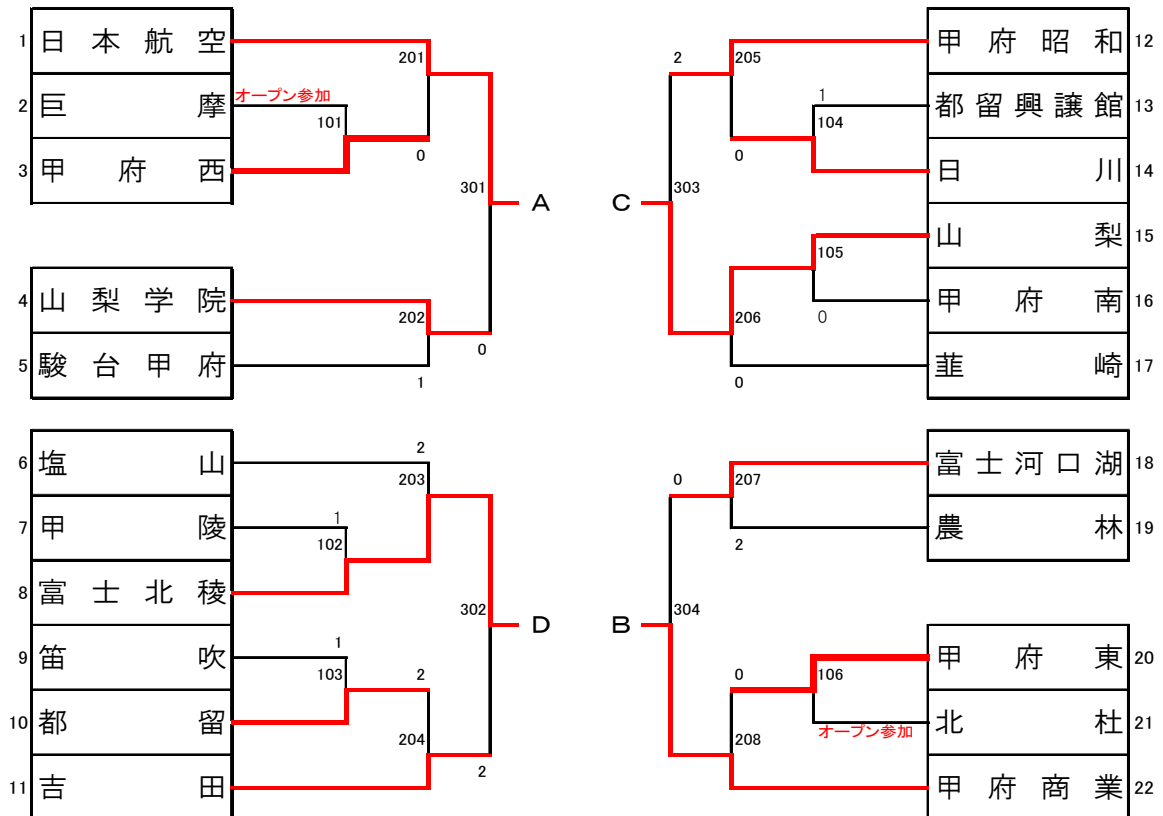 1 日本航空
201
2 巨摩
オープン参加
101
3 甲府西
0
301
A
4 山梨学院
202
0
5 駿台甲府
1
6 塩山
2
203
7 甲陵
1
102
8 富士北稜
302
D
9 笛吹
1
103
2
10 都留
204
2
11 吉田
2
205
甲府昭和 12
1
都留興譲館 13
104
0
日川 14
C
303
山梨 15
105
甲府南 16
0
206
韮崎 17
0
0
207
富士河口湖 18
農林 19
2
B
304
甲府東 20
0
106
北杜 21
オープン参加
208
甲府商業 22